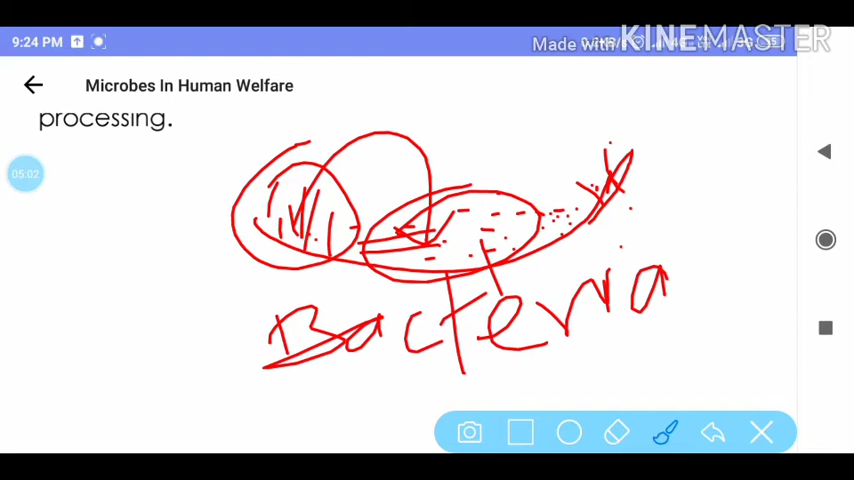 9:24 PM
Made with KINEMASTER
Microbes In Human Welfare
processing.
05:02
Bacteria